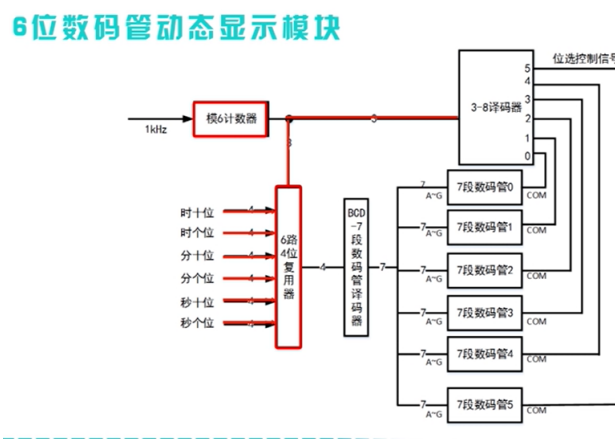 6位数码管动态显示模块
位选控制信号
5
4
3
2
1
0
3-8译码器
模6计数器
1kHz
3
3
7
A~G
7段数码管0
COM
7
A~G
7段数码管1
COM
7
A~G
7段数码管2
COM
7
A~G
7段数码管3
COM
7
A~G
7段数码管4
COM
7
A~G
7段数码管5
COM
时十位
4
时个位
4
分十位
4
分个位
4
秒十位
4
秒个位
4
6路
4位
复
用
器
4
BCD
-7
段
数
码
管
译
码
器
7